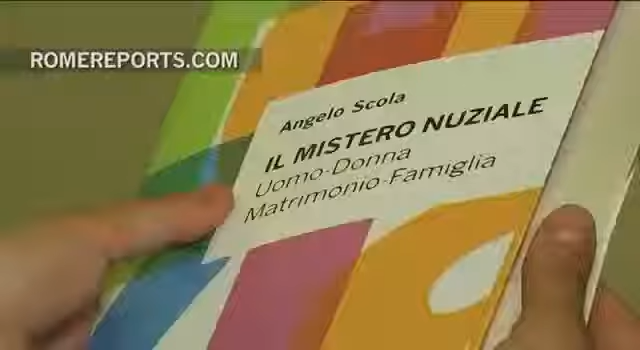 ROMEREPORTS.COM
Angelo Scola
IL MISTERO NUZIALE
Uomo-Donna
Matrimonio-Famiglia